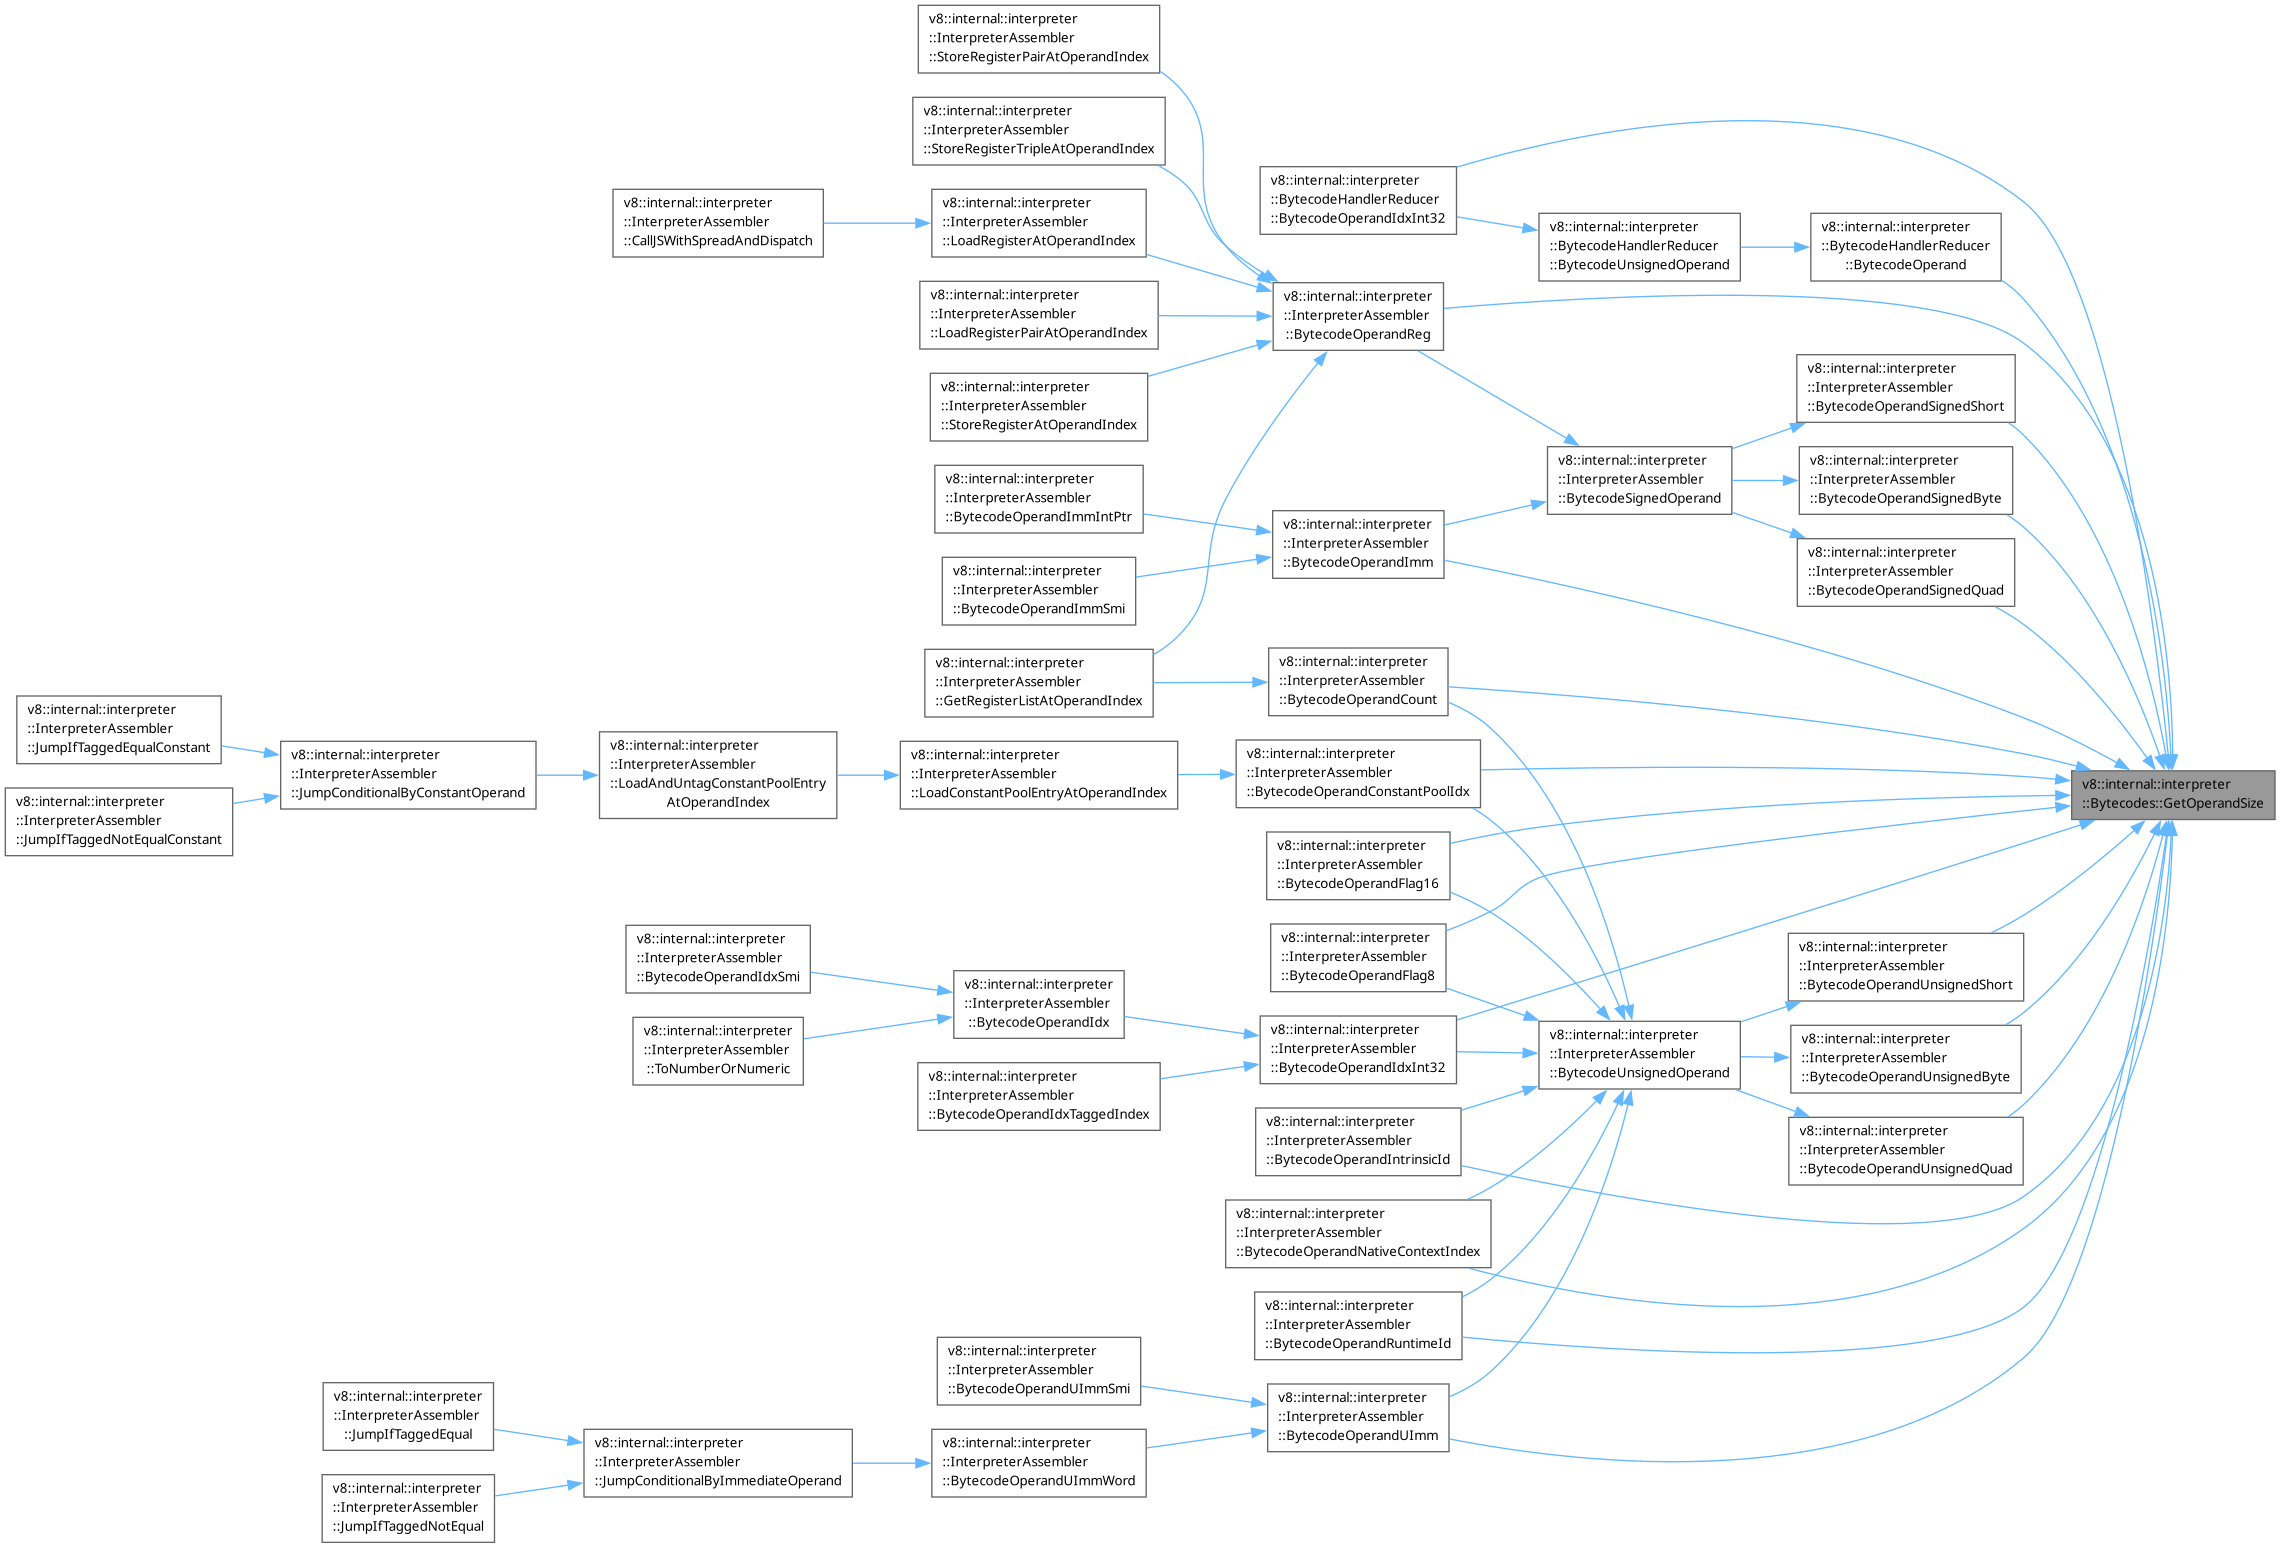 v8::internal::interpreter
::InterpreterAssembler
::StoreRegisterPairAtOperandIndex
v8::internal::interpreter
::InterpreterAssembler
::StoreRegisterTripleAtOperandIndex
v8::internal::interpreter
::BytecodeHandlerReducer
::BytecodeOperandIdxInt32
v8::internal::interpreter
::InterpreterAssembler
::CallJSWithSpreadAndDispatch
v8::internal::interpreter
::InterpreterAssembler
::LoadRegisterAtOperandIndex
v8::internal::interpreter
::BytecodeHandlerReducer
::BytecodeUnsignedOperand
v8::internal::interpreter
::BytecodeHandlerReducer
::BytecodeOperand
v8::internal::interpreter
::InterpreterAssembler
::LoadRegisterPairAtOperandIndex
v8::internal::interpreter
::InterpreterAssembler
::BytecodeOperandReg
v8::internal::interpreter
::InterpreterAssembler
::StoreRegisterAtOperandIndex
v8::internal::interpreter
::InterpreterAssembler
::BytecodeOperandSignedShort
v8::internal::interpreter
::InterpreterAssembler
::BytecodeOperandImmIntPtr
v8::internal::interpreter
::InterpreterAssembler
::BytecodeSignedOperand
v8::internal::interpreter
::InterpreterAssembler
::BytecodeOperandSignedByte
v8::internal::interpreter
::InterpreterAssembler
::BytecodeOperandImmSmi
v8::internal::interpreter
::InterpreterAssembler
::BytecodeOperandImm
v8::internal::interpreter
::InterpreterAssembler
::BytecodeOperandSignedQuad
v8::internal::interpreter
::InterpreterAssembler
::GetRegisterListAtOperandIndex
v8::internal::interpreter
::InterpreterAssembler
::BytecodeOperandCount
v8::internal::interpreter
::InterpreterAssembler
::JumpIfTaggedEqualConstant
v8::internal::interpreter
::InterpreterAssembler
::JumpIfTaggedNotEqualConstant
v8::internal::interpreter
::InterpreterAssembler
::JumpConditionalByConstantOperand
v8::internal::interpreter
::InterpreterAssembler
::LoadAndUntagConstantPoolEntry
AtOperandIndex
v8::internal::interpreter
::InterpreterAssembler
::LoadConstantPoolEntryAtOperandIndex
v8::internal::interpreter
::InterpreterAssembler
::BytecodeOperandConstantPoolIdx
v8::internal::interpreter
::Bytecodes::GetOperandSize
v8::internal::interpreter
::InterpreterAssembler
::BytecodeOperandFlag16
v8::internal::interpreter
::InterpreterAssembler
::BytecodeOperandFlag8
v8::internal::interpreter
::InterpreterAssembler
::BytecodeOperandIdxSmi
v8::internal::interpreter
::InterpreterAssembler
::ToNumberOrNumeric
v8::internal::interpreter
::InterpreterAssembler
::BytecodeOperandIdx
v8::internal::interpreter
::InterpreterAssembler
::BytecodeOperandIdxTaggedIndex
v8::internal::interpreter
::InterpreterAssembler
::BytecodeOperandIdxInt32
v8::internal::interpreter
::InterpreterAssembler
::BytecodeUnsignedOperand
v8::internal::interpreter
::InterpreterAssembler
::BytecodeOperandUnsignedShort
v8::internal::interpreter
::InterpreterAssembler
::BytecodeOperandUnsignedByte
v8::internal::interpreter
::InterpreterAssembler
::BytecodeOperandUnsignedQuad
v8::internal::interpreter
::InterpreterAssembler
::BytecodeOperandIntrinsicId
v8::internal::interpreter
::InterpreterAssembler
::BytecodeOperandNativeContextIndex
v8::internal::interpreter
::InterpreterAssembler
::BytecodeOperandRuntimeId
v8::internal::interpreter
::InterpreterAssembler
::BytecodeOperandUImmSmi
v8::internal::interpreter
::InterpreterAssembler
::BytecodeOperandUImm
v8::internal::interpreter
::InterpreterAssembler
::JumpIfTaggedEqual
v8::internal::interpreter
::InterpreterAssembler
::JumpIfTaggedNotEqual
v8::internal::interpreter
::InterpreterAssembler
::JumpConditionalByImmediateOperand
v8::internal::interpreter
::InterpreterAssembler
::BytecodeOperandUImmWord